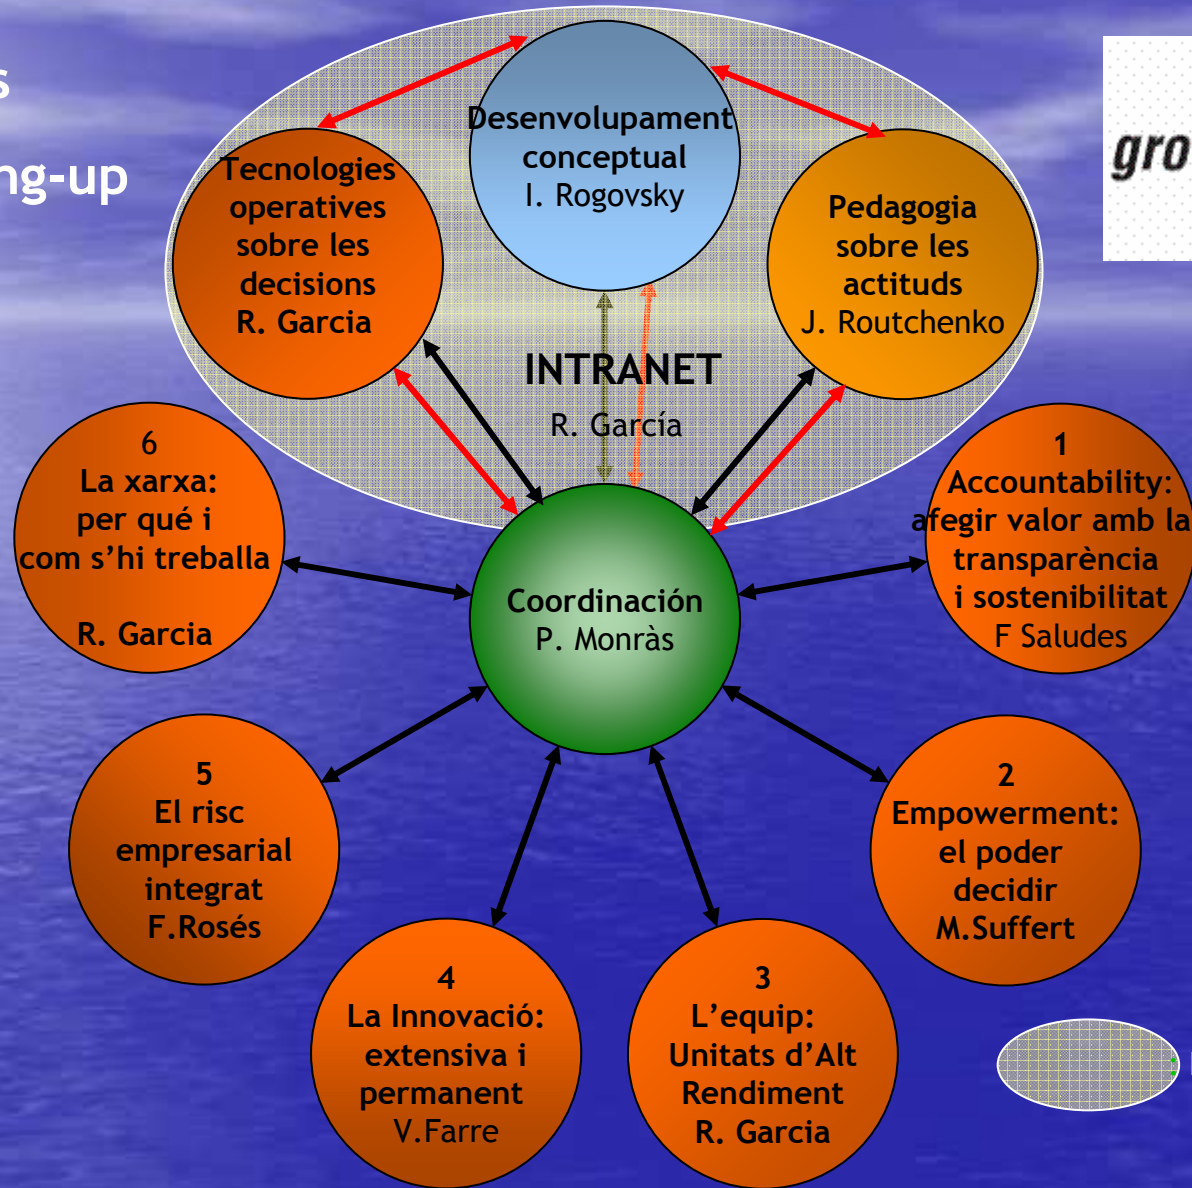 Desenvolupament
conceptual
I. Rogovsky
Tecnologies
operatives
sobre les
decisions
R. Garcia
Pedagogia
sobre les
actituds
J. Routchenko
INTRANET
R. García
Coordinación
P. Monràs
1
Accountability:
afegir valor amb la
transparència
i sostenibilitat
F Saludes
2
Empowerment:
el poder
decidir
M.Suffert
3
L’equip:
Unitats d’Alt
Rendiment
R. Garcia
4
La Innovació:
extensiva i
permanent
V.Farre
5
El risc
empresarial
integrat
F.Rosés
6
La xarxa:
per qué i
com s’hi treballa
R. Garcia